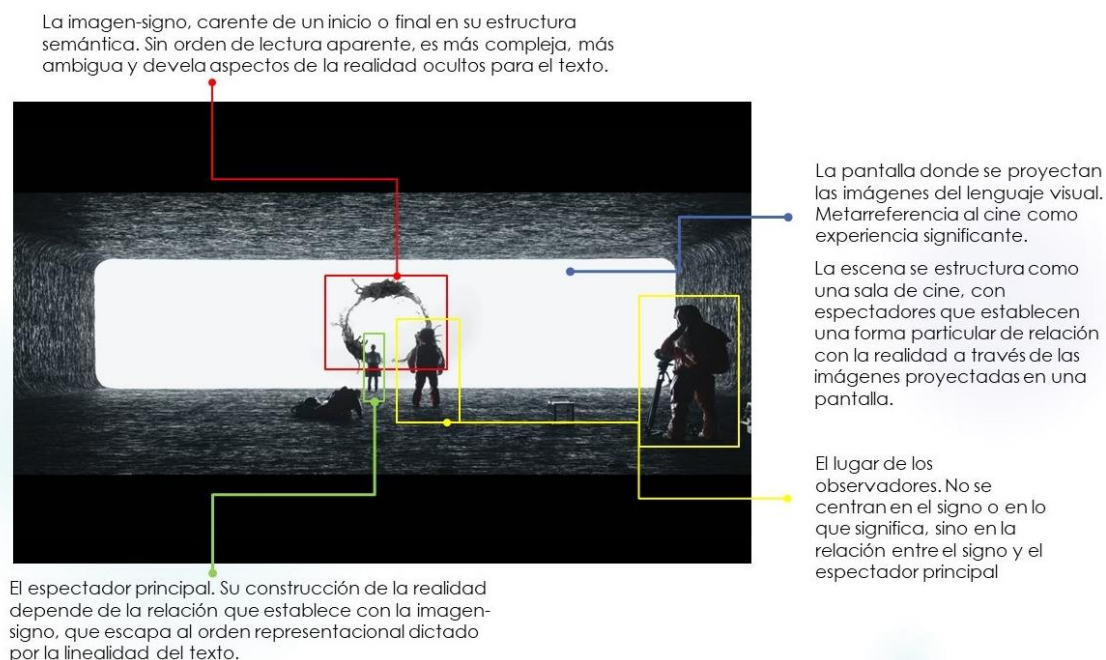 La imagen-signo, carente de un inicio o final en su estructura
semántica. Sin orden de lectura aparente, es más compleja, más
ambigua y devela aspectos de la realidad ocultos para el texto.
La pantalla donde se proyectan
las imágenes del lenguaje visual.
Metarreferencia al cine como
experiencia significante.
La escena se estructura como
una sala de cine, con
espectadores que establecen
una forma particular de relación
con la realidad a través de las
imágenes proyectadas en una
pantalla.
El lugar de los
observadores. No se
centran en el signo o en lo
que significa, sino en la
relación entre el signo y el
espectador principal
El espectador principal. Su construcción de la realidad
depende de la relación que establece con la imagen-
signo, que escapa al orden representacional dictado
por la linealidad del texto.